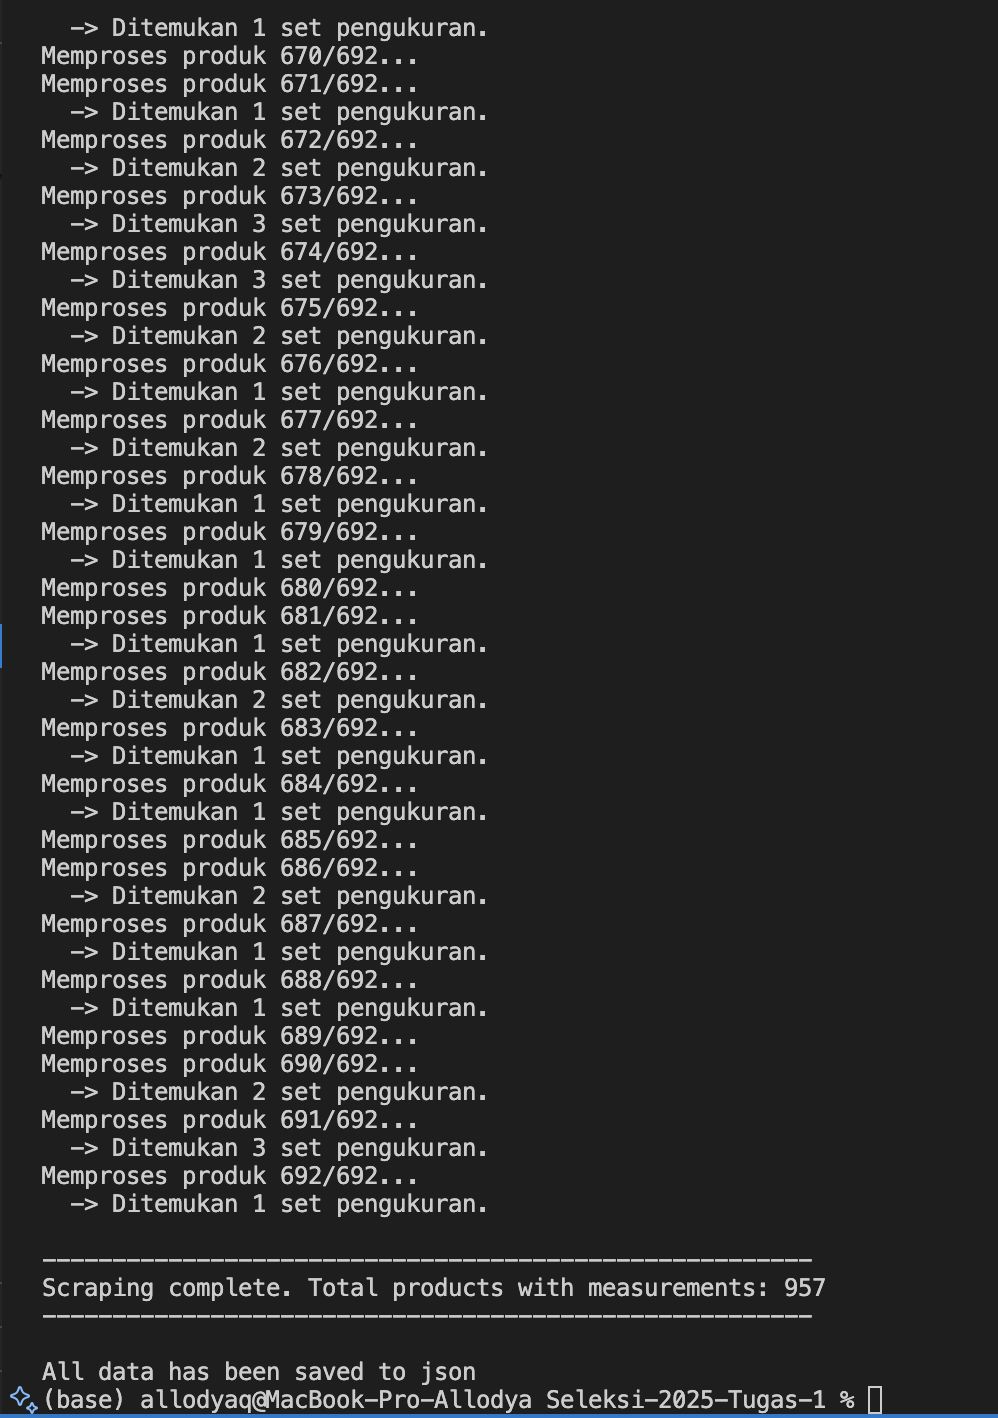 —> Ditemukan 1 set pengukuran.
Memproses produk 670/692...
Memproses produk 671/692...
—> Ditemukan 1 set pengukuran.
Memproses produk 672/692...
—> Ditemukan 2 set pengukuran.
Memproses produk 673/692...
—> Ditemukan 3 set pengukuran.
Memproses produk 674/692...
—> Ditemukan 3 set pengukuran.
Memproses produk 675/692...
—> Ditemukan 2 set pengukuran.
Memproses produk 676/692...
—> Ditemukan 1 set pengukuran.
Memproses produk 677/692...
—> Ditemukan 2 set pengukuran.
Memproses produk 678/692...
—> Ditemukan 1 set pengukuran.
Memproses produk 679/692...
—> Ditemukan 1 set pengukuran.
Memproses produk 680/692...
Memproses produk 681/692...
—> Ditemukan 1 set pengukuran.
Memproses produk 682/692...
—> Ditemukan 2 set pengukuran.
Memproses produk 683/692...
—> Ditemukan 1 set pengukuran.
Memproses produk 684/692...
—> Ditemukan 1 set pengukuran.
Memproses produk 685/692...
Memproses produk 686/692...
—> Ditemukan 2 set pengukuran.
Memproses produk 687/692...
—> Ditemukan 1 set pengukuran.
Memproses produk 688/692...
—> Ditemukan 1 set pengukuran.
Memproses produk 689/692...
Memproses produk 690/692...
—> Ditemukan 2 set pengukuran.
Memproses produk 691/692...
—> Ditemukan 3 set pengukuran.
Memproses produk 692/692...
—> Ditemukan 1 set pengukuran.
-------------------------------------------------------
Scraping complete. Total products with measurements: 957
-------------------------------------------------------
All data has been saved to json
(base) allodyaq@MacBook-Pro-Allodya Seleksi-2025-Tugas-1 %